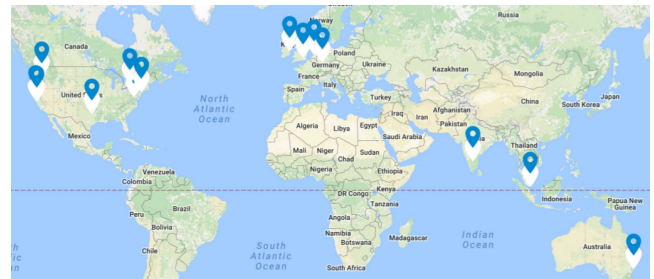 Norway
Russia
Canada
Poland
Germany
Ukraine
France
Kazakhstan
Mongolia
Spain
Italy
Turkey
China
South Korea
Japan
North
Atlantic
Ocean
United
Mexico
Iraq
Iran
Afghanistan
Pakistan
Algeria
Libya
Egypt
Saudi Arabia
Thailand
Mali
Niger
Chad
Sudan
Nigeria
Ethiopia
Venezuela
Colombia
DR Congo
Kenya
Tanzania
Indonesia
Papua New
Guinea
Peru
Brazil
Bolivia
Angola
Namibia
Botswana
Madagascar
Indian
Ocean
Australia
Chile
South
Atlantic
Ocean
South Africa